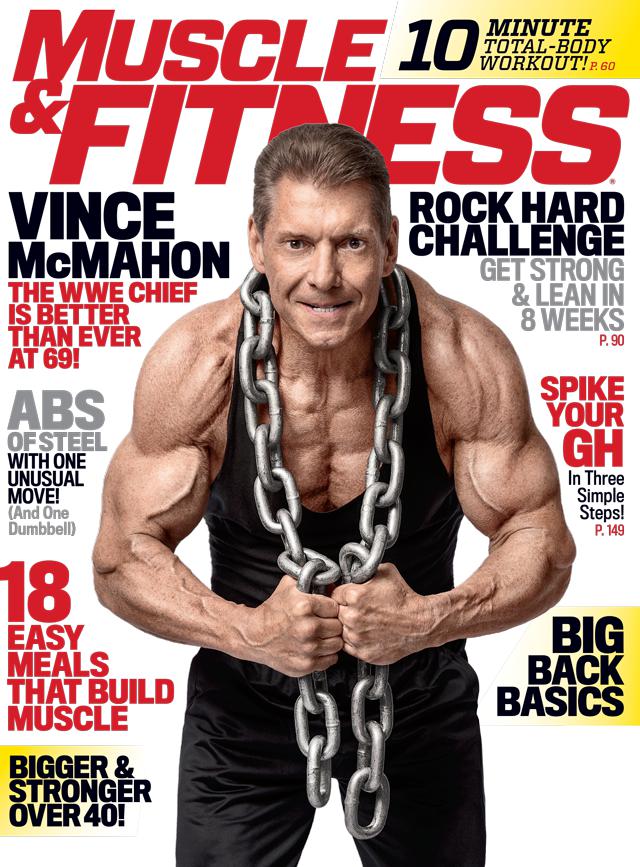 MUSCLE
& FITNESS®
10 MINUTE
TOTAL-BODY
WORKOUT! P. 60
VINCE
McMAHON
THE WWE CHIEF
IS BETTER
THAN EVER
AT 69!
ROCK HARD
CHALLENGE
GET STRONG
& LEAN IN
8 WEEKS
P. 90
ABS
OF STEEL
WITH ONE
UNUSUAL
MOVE!
(And One
Dumbbell)
SPIKE
YOUR
GH
In Three
Simple
Steps!
P. 149
18
EASY
MEALS
THAT BUILD
MUSCLE
BIG
BACK
BASICS
BIGGER &
STRONGER
OVER 40!